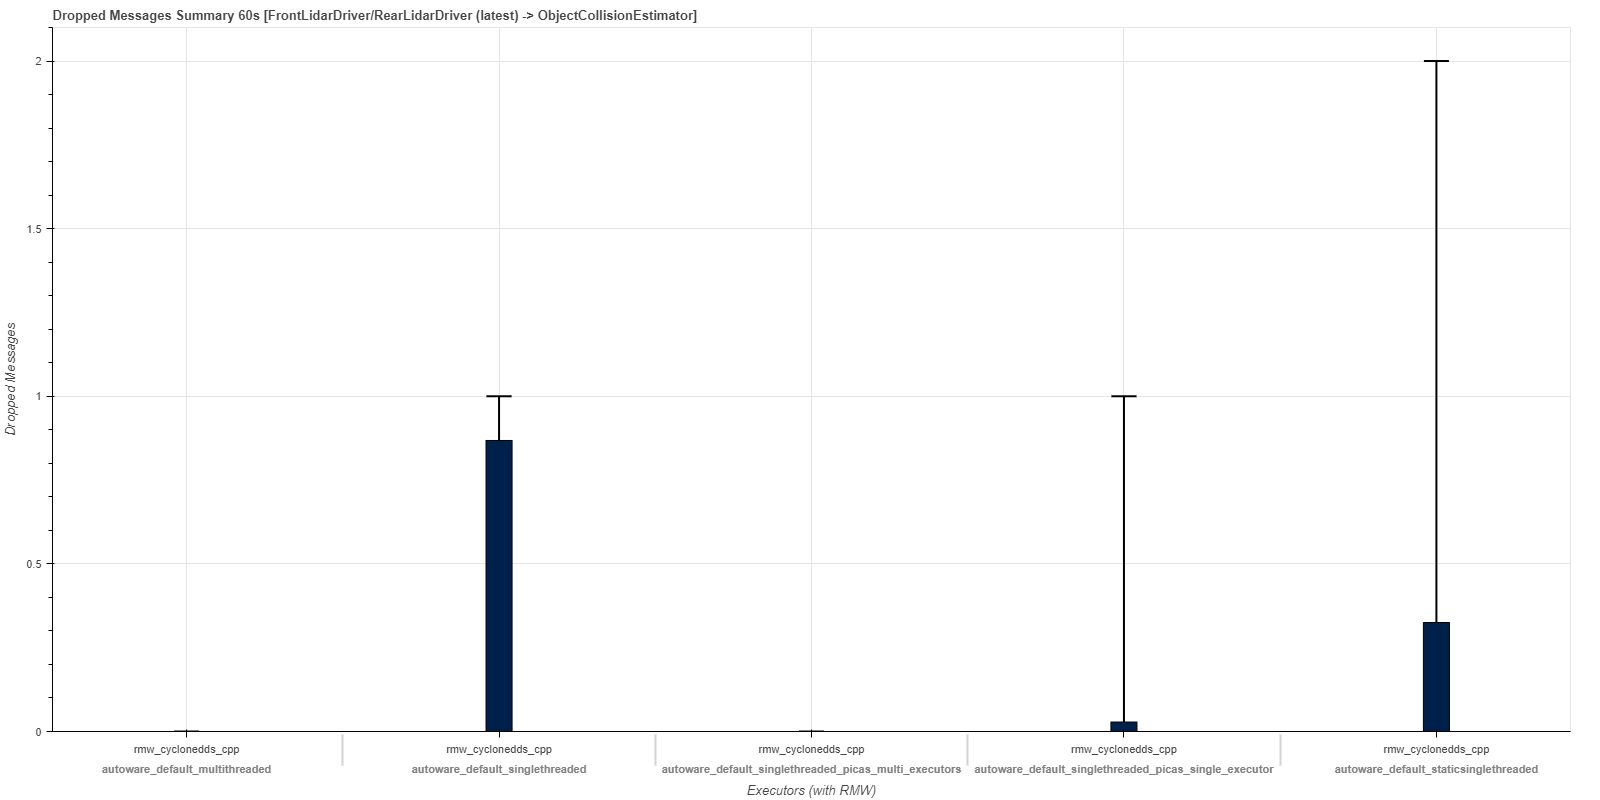 Dropped Messages Summary 60s [FrontLidarDriver/RearLidarDriver (latest) -> ObjectCollisionEstimator]
2
1.5
1
0.5
0
Dropped Messages
rmw_cyclonedds_cpp rmw_cyclonedds_cpp rmw_cyclonedds_cpp rmw_cyclonedds_cpp rmw_cyclonedds_cpp
autoware_default_multithreaded autoware_default_singlethreaded autoware_default_singlethreaded_picas_multi_executors autoware_default_singlethreaded_picas_single_executor autoware_default_staticsinglethreaded
Executors (with RMW)